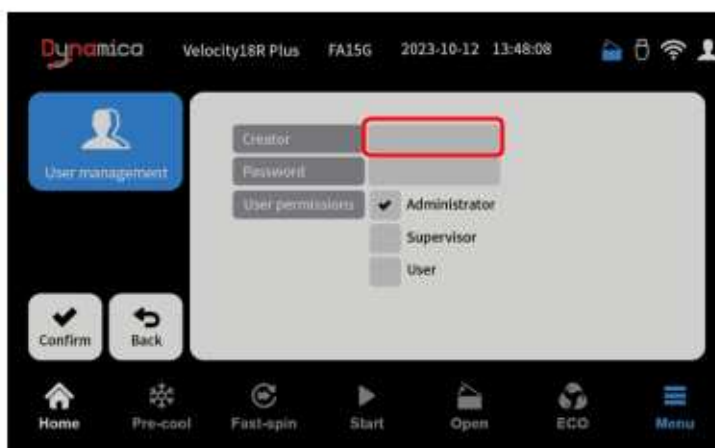 Dynamica Velocity18R Plus FA15G 2023-10-12 13:48:08
User management
Creator
Password
User permissions Administrator
Supervisor
User
Confirm Back
Home Pre-cool Fast-spin Start Open ECO Menu